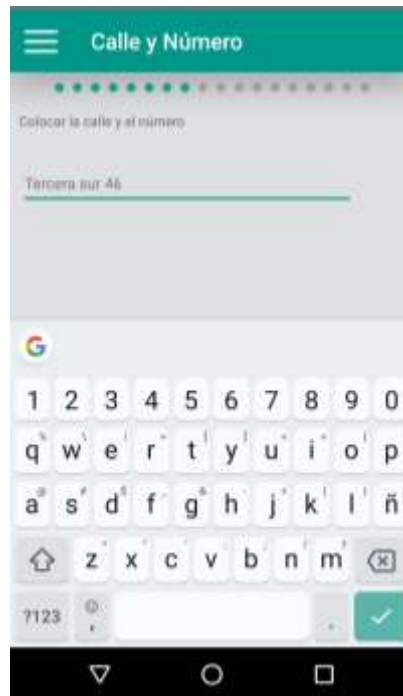 Calle y Número
Colocar la calle y el número
Tercera sur 46
G
1 2 3 4 5 6 7 8 9 0
q w e r t y u i o p
a s d f g h j k l ñ
z x c v b n m
?123 , .